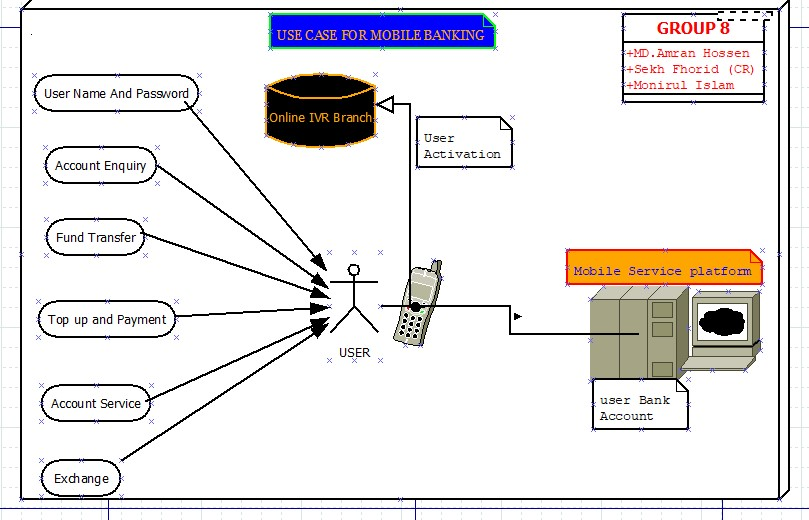 USE CASE FOR MOBILE BANKING
GROUP 8
+MD.Amran Hossen
+Sekh Fhorid (CR)
+Monirul Islam
User Name And Password
Online IVR Branch
User
Activation
Account Enquiry
Fund Transfer
Mobile Service platform
Top up and Payment
USER
user Bank
Account
Account Service
Exchange